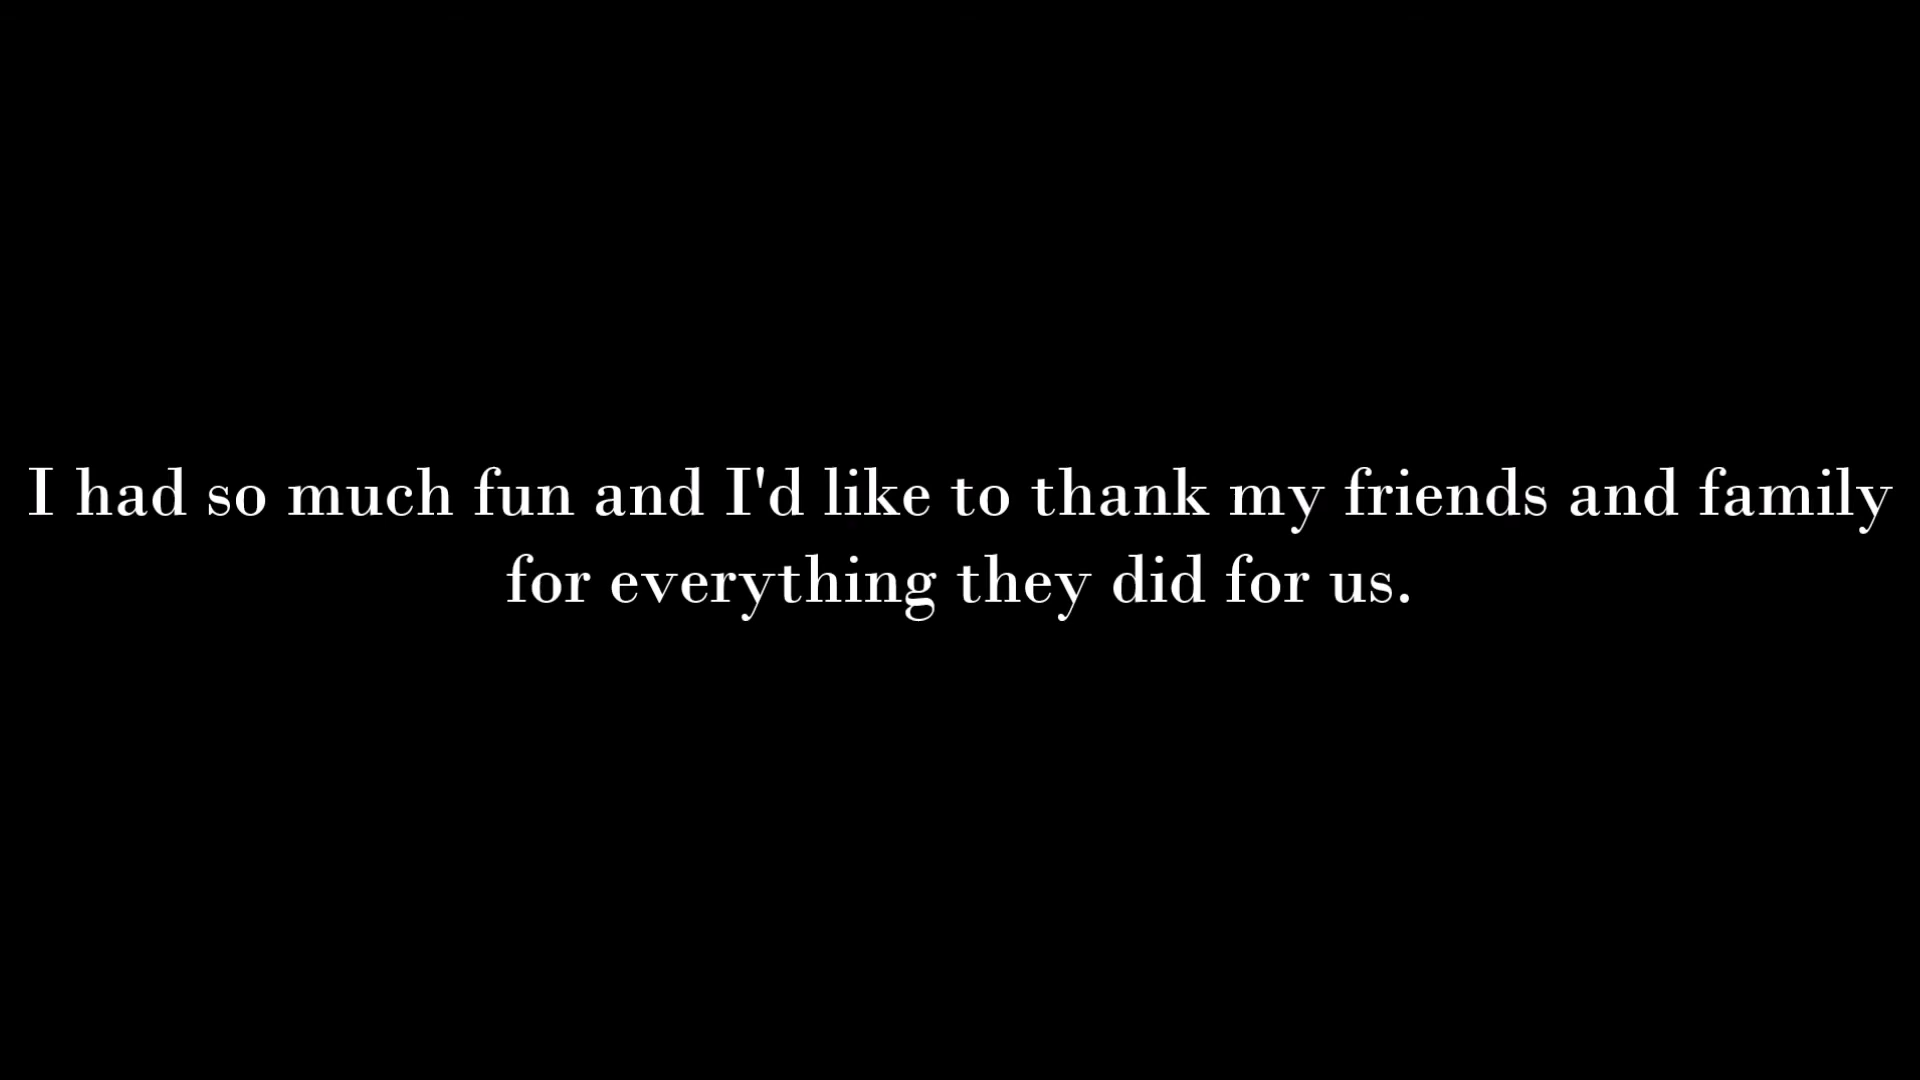 I had so much fun and I'd like to thank my friends and family
for everything they did for us.